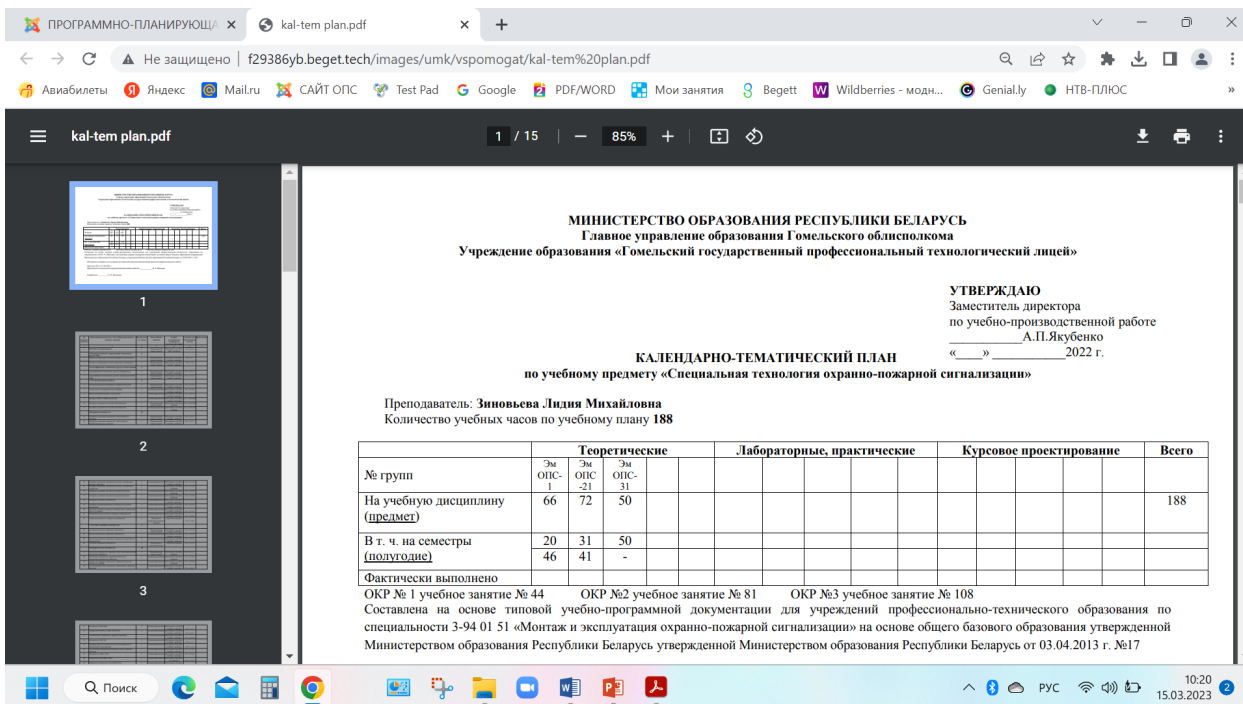 ПРОГРАММНО-ПЛАНИРУЮЩА
kal-tem plan.pdf
Не защищено
f29386yb.beget.tech/images/umk/vspomogat/kal-tem%20plan.pdf
Авиабилеты Яндекс Mail.ru САЙТ ОПС Test Pad Google PDF/WORD Мои занятия Begett Wildberries - модн... Genial.ly НТВ-ПЛЮС »
kal-tem plan.pdf 1 / 15 85%
1
2
3
МИНИСТЕРСТВО ОБРАЗОВАНИЯ РЕСПУБЛИКИ БЕЛАРУСЬ
Главное управление образования Гомельского облисполкома
Учреждение образования «Гомельский государственный профессиональный технологический лицей»
УТВЕРЖДАЮ
Заместитель директора
по учебно-производственной работе
____________А.П.Якубенко
«____» ____________2022 г.
КАЛЕНДАРНО-ТЕМАТИЧЕСКИЙ ПЛАН
по учебному предмету «Специальная технология охранно-пожарной сигнализации»
Преподаватель: Зиновьева Лидия Михайловна
Количество учебных часов по учебному плану 188
Теоретические Лабораторные, практические Курсовое проектирование Всего
№ групп Эм ОПС-1 Эм ОПС-21 Эм ОПС-31
На учебную дисциплину (предмет) 66 72 50 188
В т. ч. на семестры 20 31 50
(полугодие) 46 41 -
Фактически выполнено
ОКР № 1 учебное занятие № 44 ОКР №2 учебное занятие № 81 ОКР №3 учебное занятие № 108
Составлена на основе типовой учебно-программной документации для учреждений профессионально-технического образования по
специальности 3-94 01 51 «Монтаж и эксплуатация охранно-пожарной сигнализации» на основе общего базового образования утвержденной
Министерством образования Республики Беларусь утвержденной Министерством образования Республики Беларусь от 03.04.2013 г. №17
Поиск
РУС
10:20
15.03.2023
2